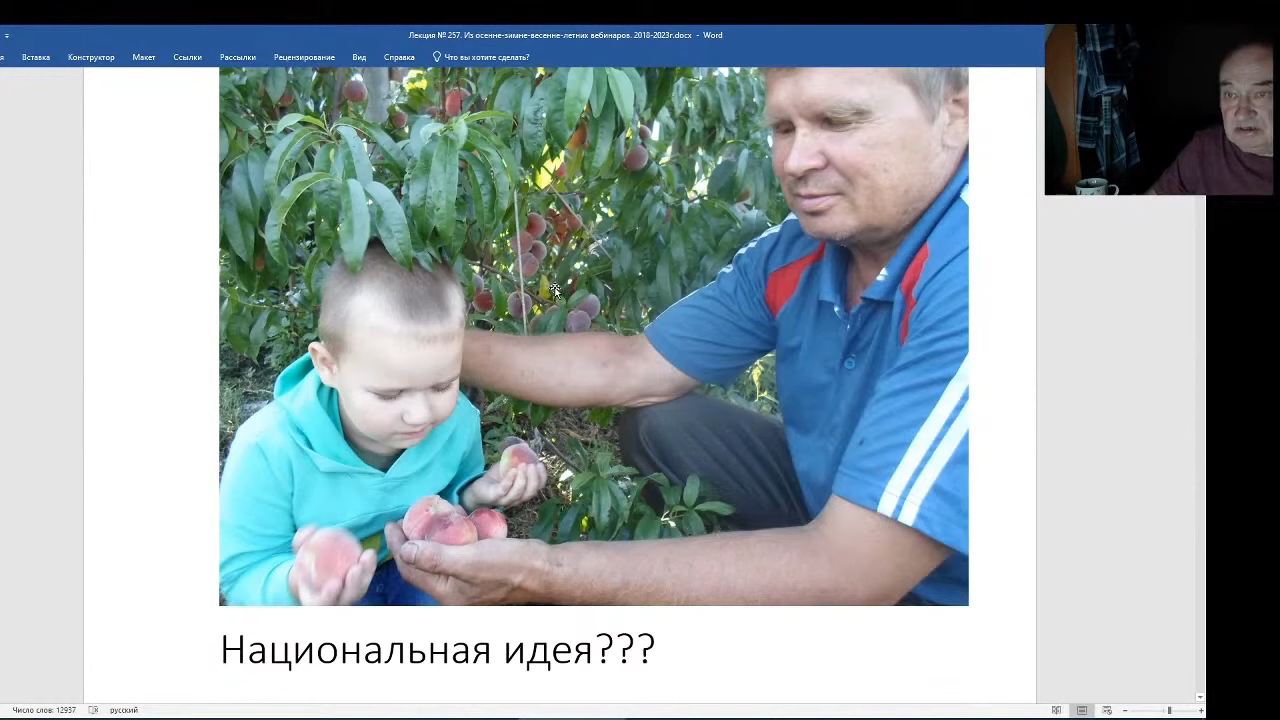 Лекция № 257. Из осенне-зимне-весенне-летних вебинаров. 2018-2023г.docx - Word
я Вставка Конструктор Макет Ссылки Рассылки Рецензирование Вид Справка Что вы хотите сделать?
Национальная идея???
Число слов: 12937 русский